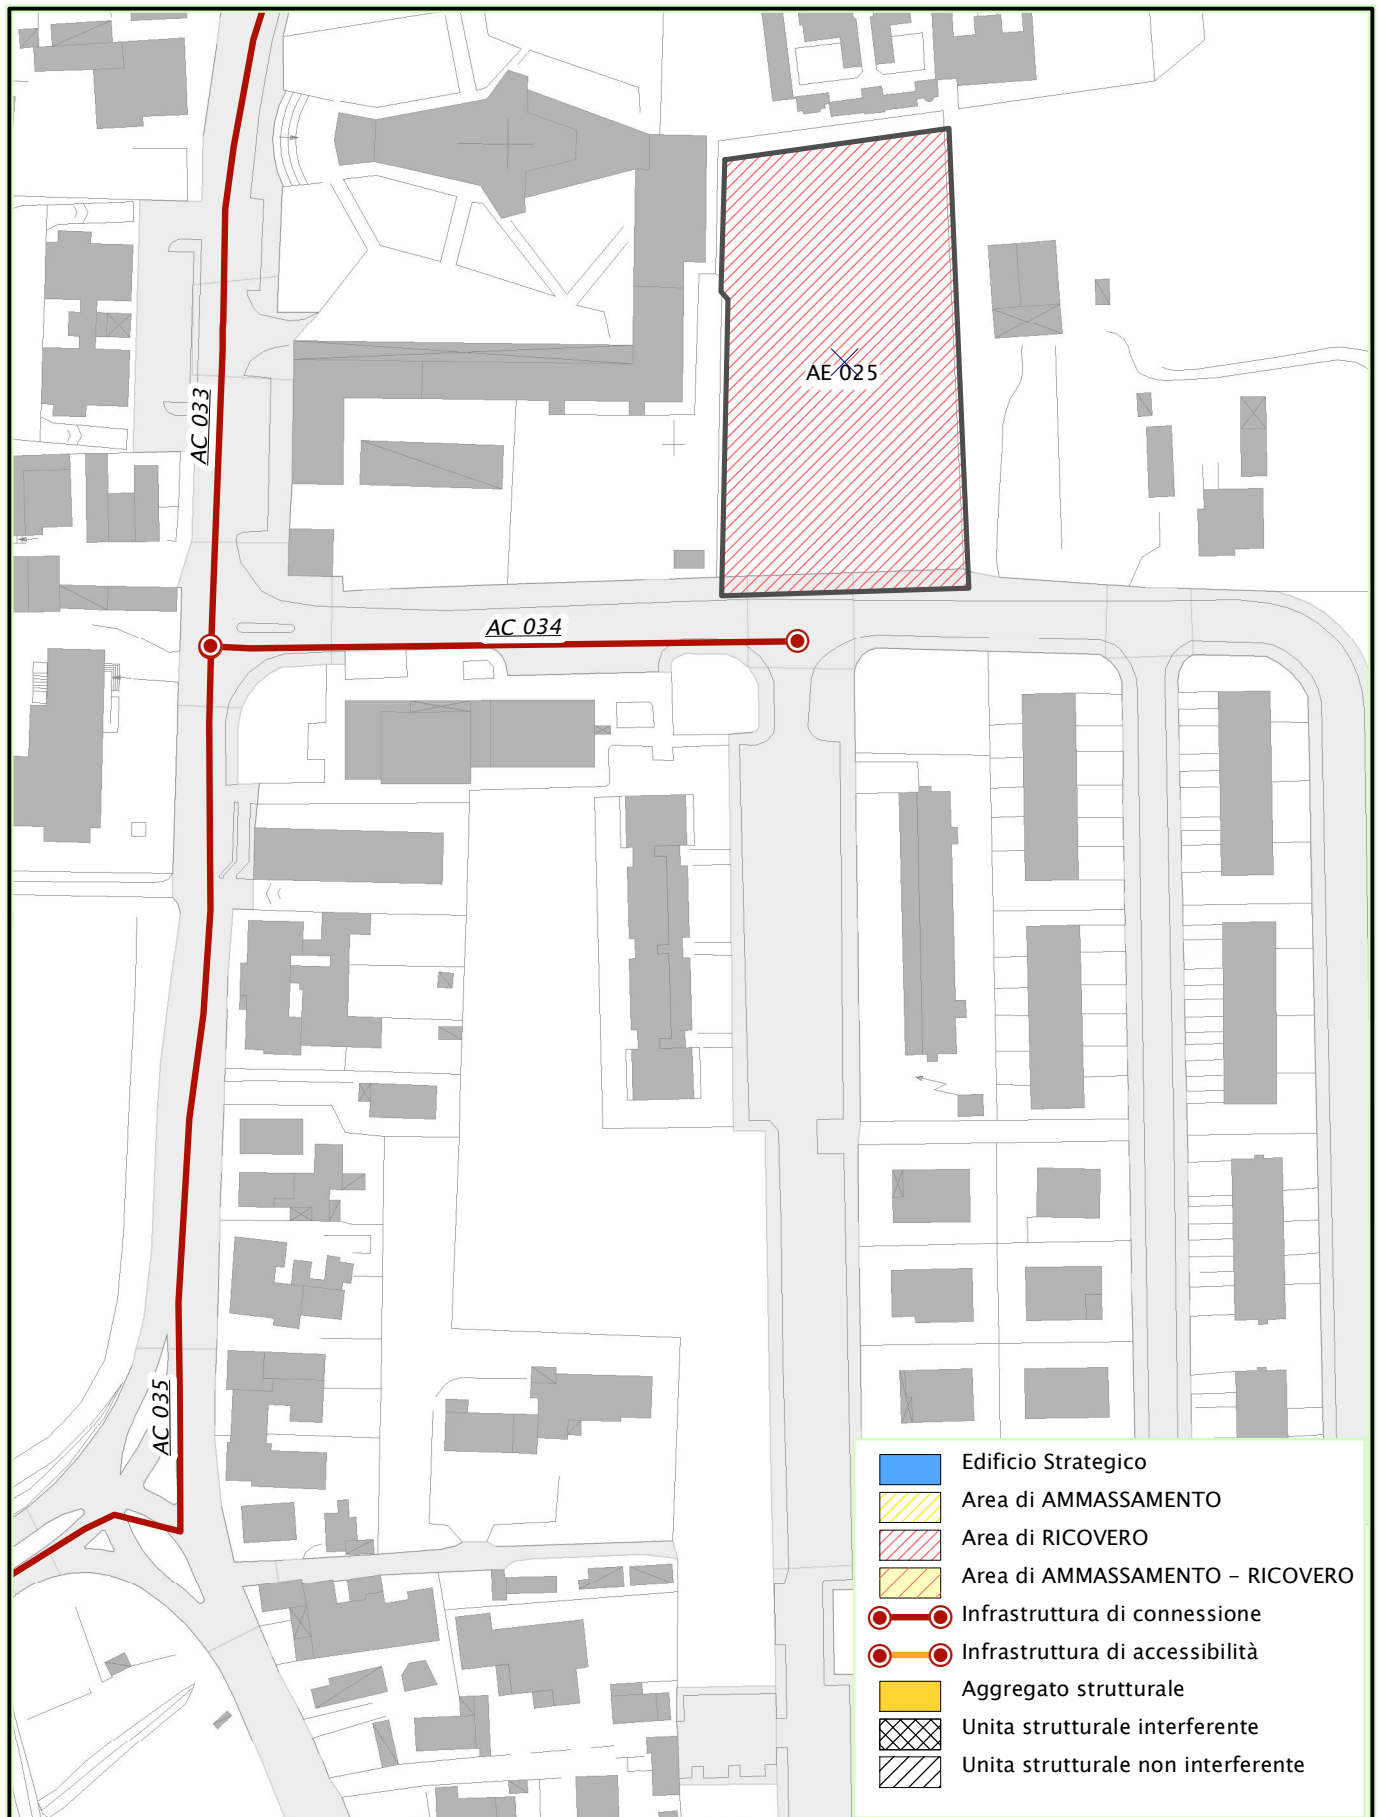 AE 025
AC 033
AC 034
AC 035
Edificio Strategico
Area di AMMASSAMENTO
Area di RICOVERO
Area di AMMASSAMENTO - RICOVERO
Infrastruttura di connessione
Infrastruttura di accessibilità
Aggregato strutturale
Unita strutturale interferente
Unita strutturale non interferente